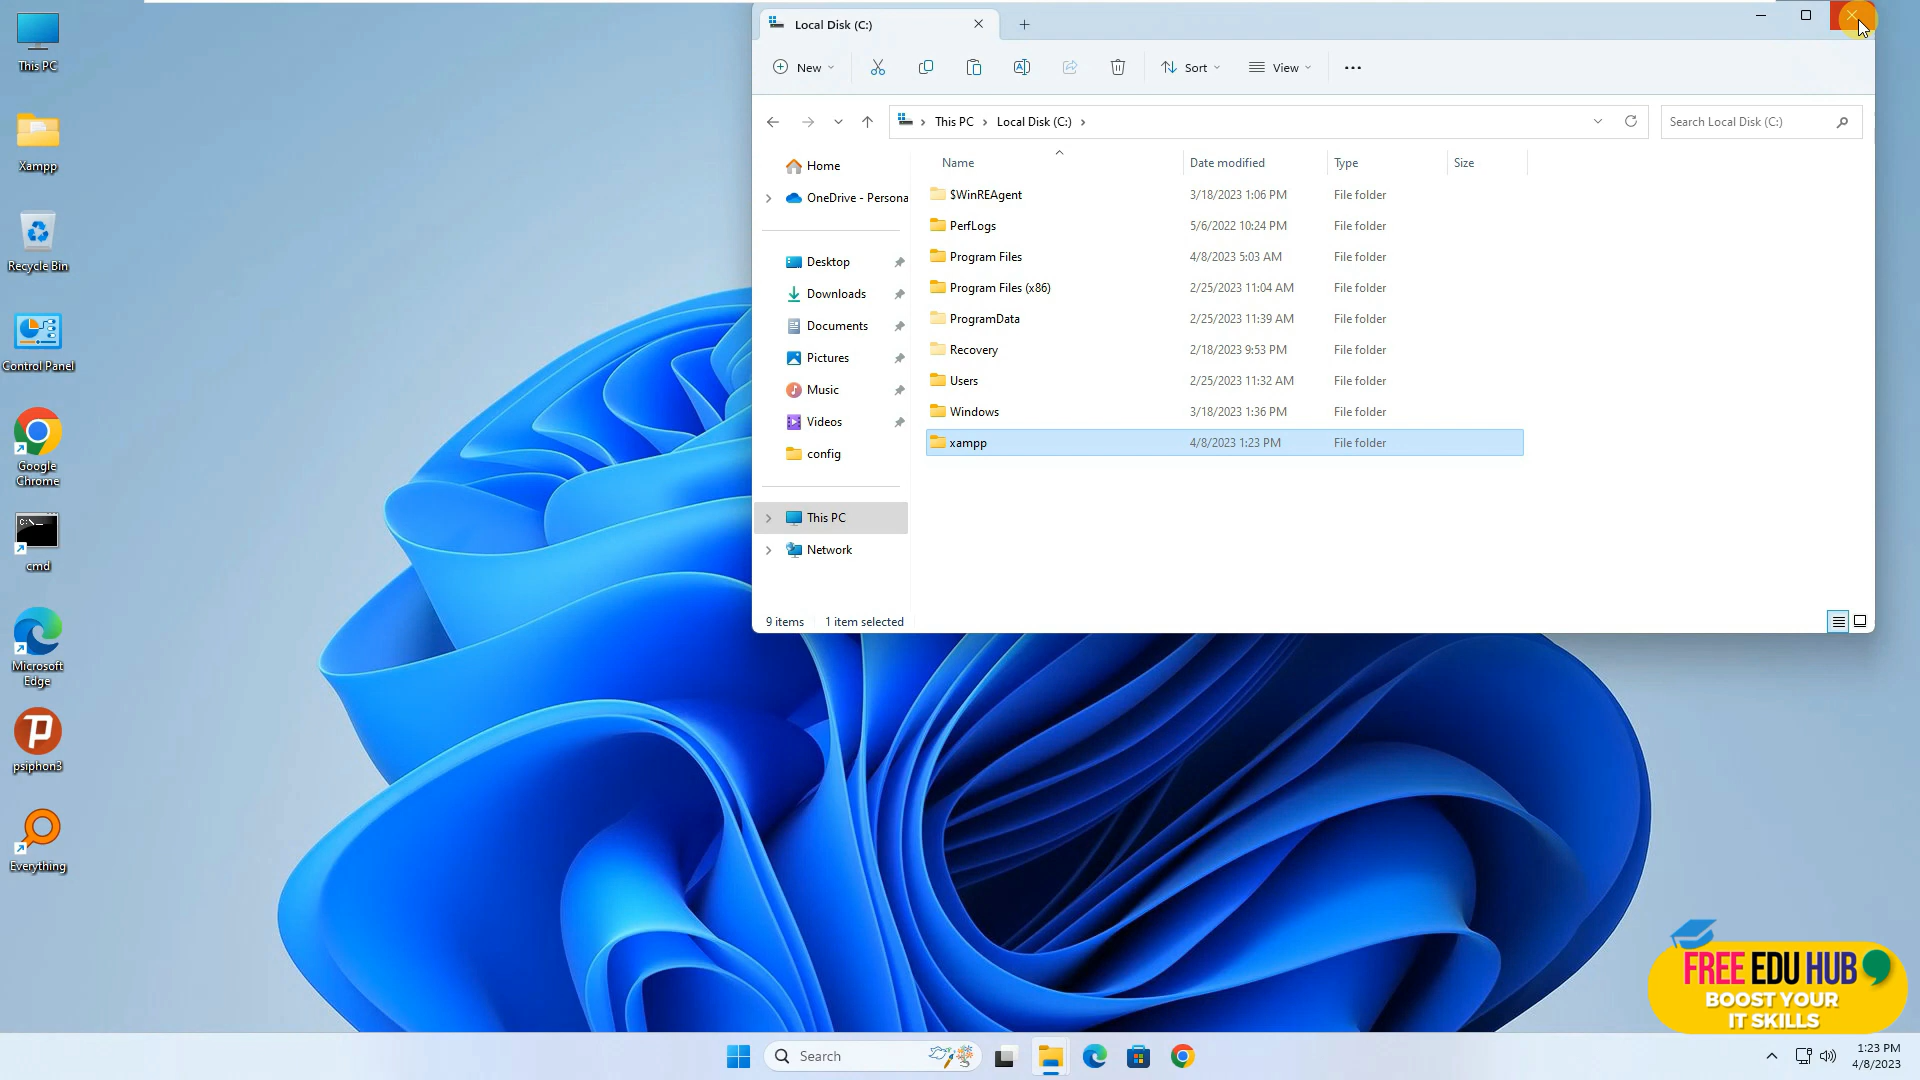 This PC
Xampp
Recycle Bin
Control Panel
Google
Chrome
cmd
Microsoft
Edge
psiphon3
Everything
Local Disk (C:)
New
Sort
View
This PC
Local Disk (C:)
Search Local Disk (C:)
Home
OneDrive - Persona
Desktop
Downloads
Documents
Pictures
Music
Videos
config
This PC
Network
Name Date modified Type Size
$WinREAgent 3/18/2023 1:06 PM File folder
PerfLogs 5/6/2022 10:24 PM File folder
Program Files 4/8/2023 5:03 AM File folder
Program Files (x86) 2/25/2023 11:04 AM File folder
ProgramData 2/25/2023 11:39 AM File folder
Recovery 2/18/2023 9:53 PM File folder
Users 2/25/2023 11:32 AM File folder
Windows 3/18/2023 1:36 PM File folder
xampp 4/8/2023 1:23 PM File folder
9 items 1 item selected
FREE EDU HUB
BOOST YOUR
IT SKILLS
Search
1:23 PM
4/8/2023